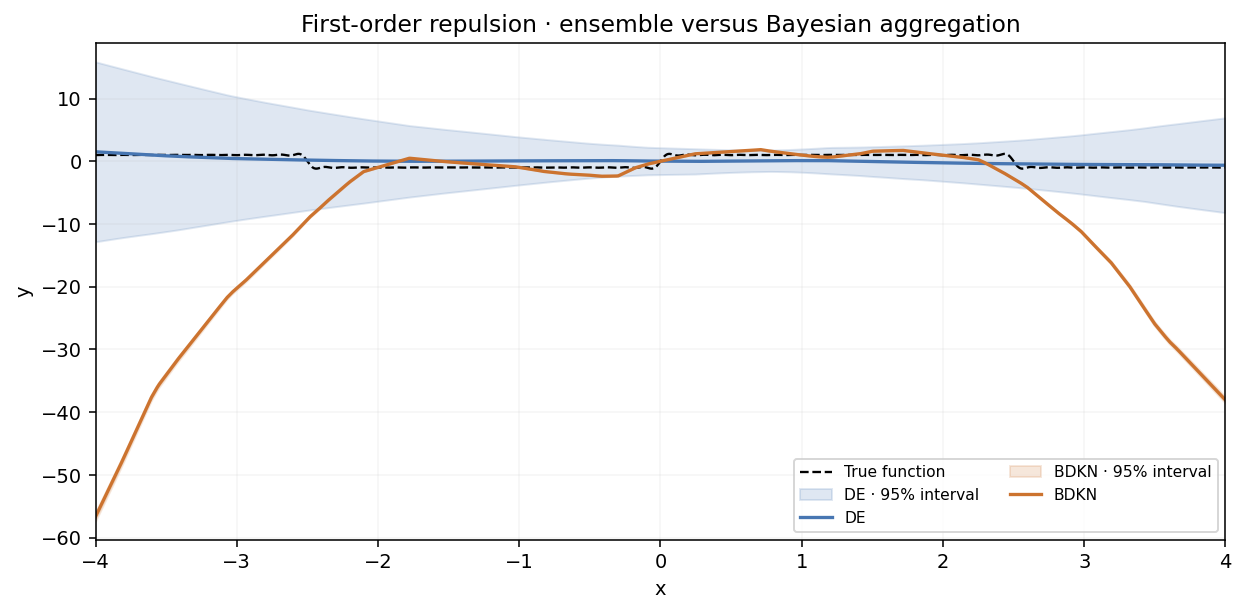 First-order repulsion · ensemble versus Bayesian aggregation
y
10
0
−10
−20
−30
−40
−50
−60
−4
−3
−2
−1
0
1
2
3
4
x
True function
DE · 95% interval
DE
BDKN · 95% interval
BDKN